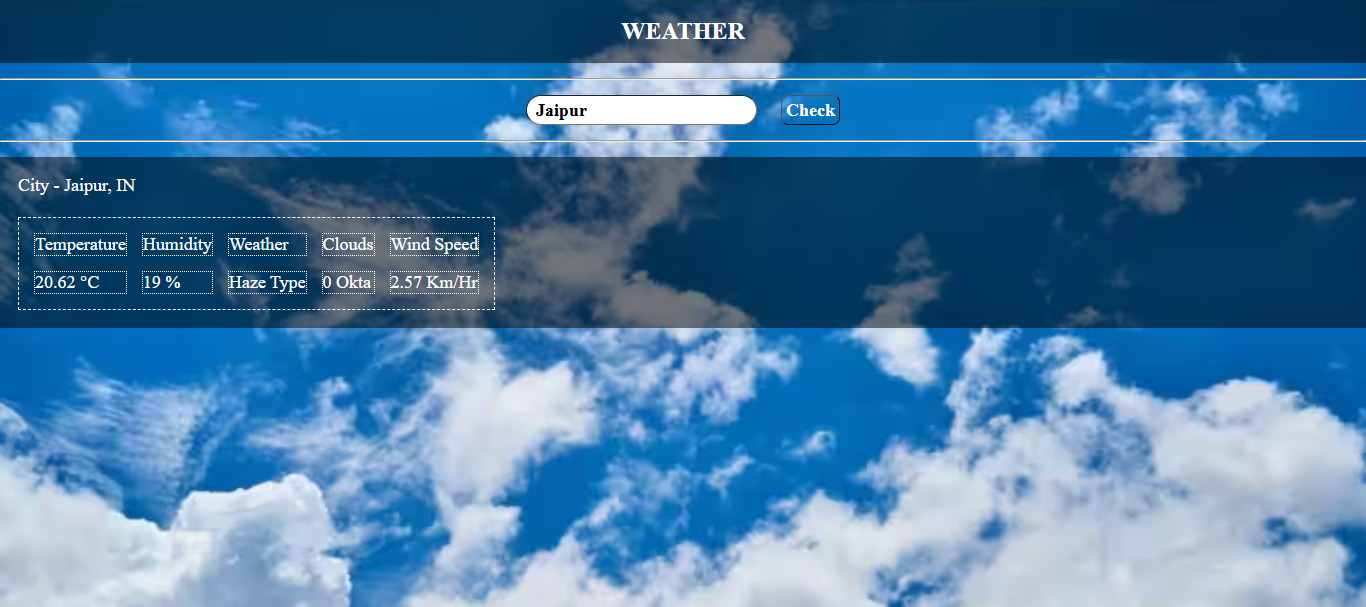 WEATHER
Jaipur Check
City - Jaipur, IN
Temperature Humidity Weather Clouds Wind Speed
20.62 °C 19 % Haze Type 0 Okta 2.57 Km/Hr